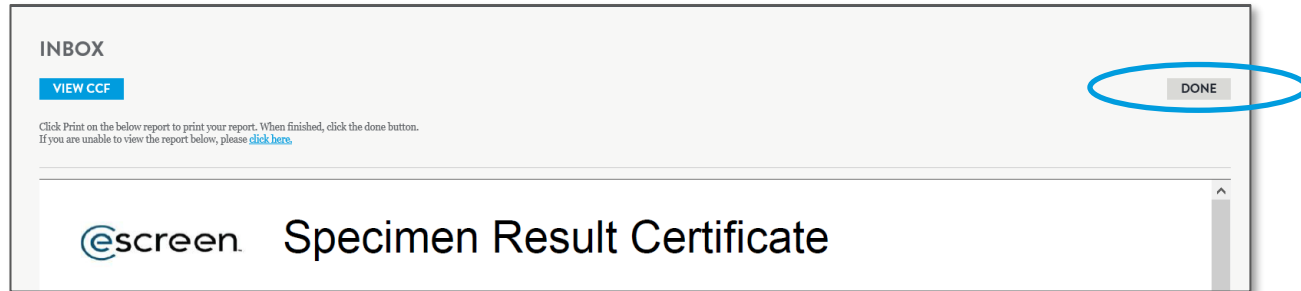 INBOX
VIEW CCF
DONE
Click Print on the below report to print your report. When finished, click the done button.
If you are unable to view the report below, please click here.
escreen. Specimen Result Certificate